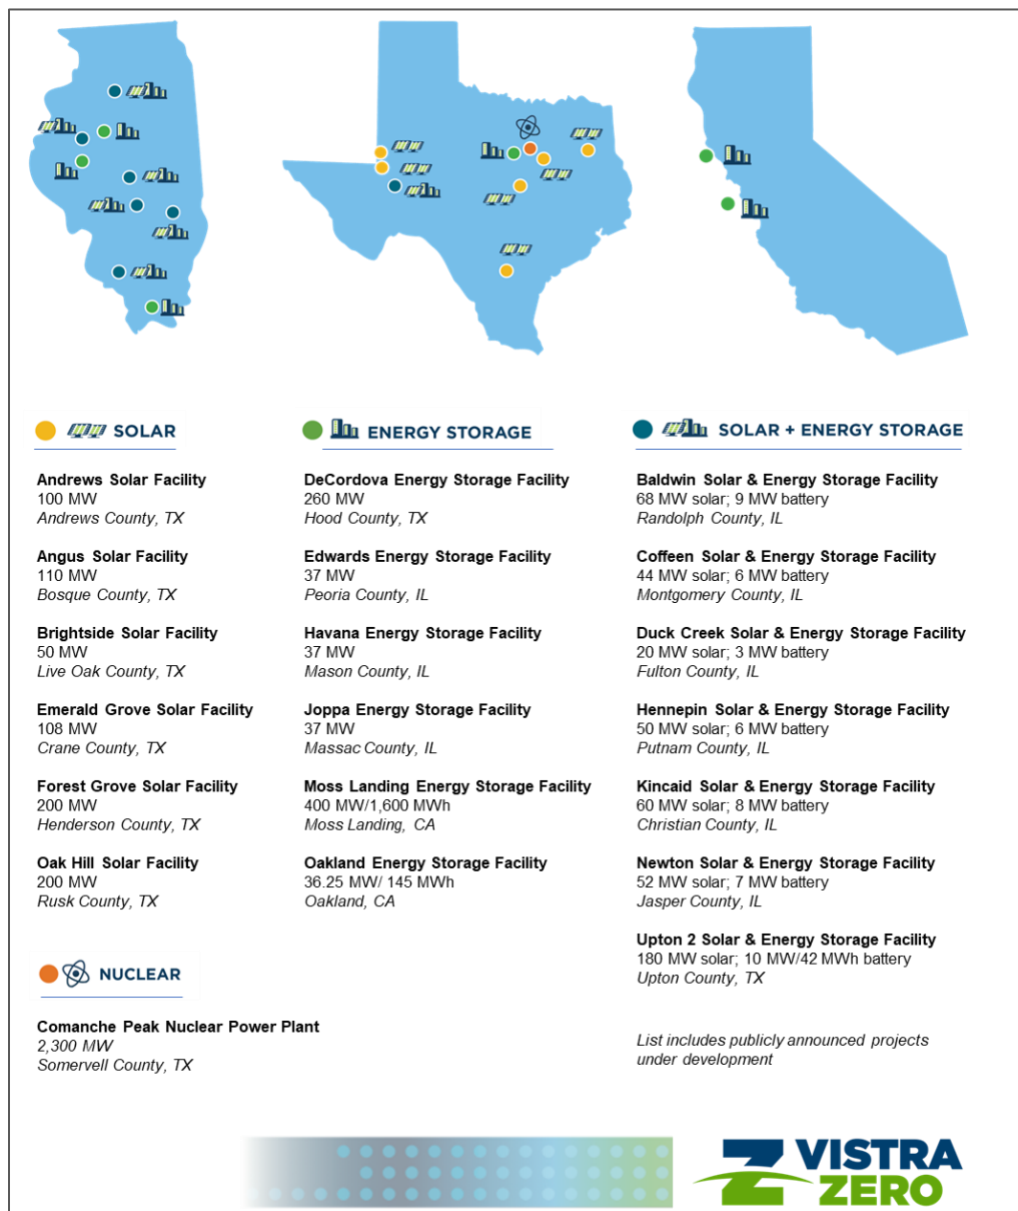 SOLAR
Andrews Solar Facility
100 MW
Andrews County, TX
Angus Solar Facility
110 MW
Bosque County, TX
Brightside Solar Facility
50 MW
Live Oak County, TX
Emerald Grove Solar Facility
108 MW
Crane County, TX
Forest Grove Solar Facility
200 MW
Henderson County, TX
Oak Hill Solar Facility
200 MW
Rusk County, TX
NUCLEAR
Comanche Peak Nuclear Power Plant
2,300 MW
Somervell County, TX
ENERGY STORAGE
DeCordova Energy Storage Facility
260 MW
Hood County, TX
Edwards Energy Storage Facility
37 MW
Peoria County, IL
Havana Energy Storage Facility
37 MW
Mason County, IL
Joppa Energy Storage Facility
37 MW
Massac County, IL
Moss Landing Energy Storage Facility
400 MW/1,600 MWh
Moss Landing, CA
Oakland Energy Storage Facility
36.25 MW/ 145 MWh
Oakland, CA
SOLAR + ENERGY STORAGE
Baldwin Solar & Energy Storage Facility
68 MW solar; 9 MW battery
Randolph County, IL
Coffeen Solar & Energy Storage Facility
44 MW solar; 6 MW battery
Montgomery County, IL
Duck Creek Solar & Energy Storage Facility
20 MW solar; 3 MW battery
Fulton County, IL
Hennepin Solar & Energy Storage Facility
50 MW solar; 6 MW battery
Putnam County, IL
Kincaid Solar & Energy Storage Facility
60 MW solar; 8 MW battery
Christian County, IL
Newton Solar & Energy Storage Facility
52 MW solar; 7 MW battery
Jasper County, IL
Upton 2 Solar & Energy Storage Facility
180 MW solar; 10 MW/42 MWh battery
Upton County, TX
List includes publicly announced projects
under development
VISTRA
ZERO